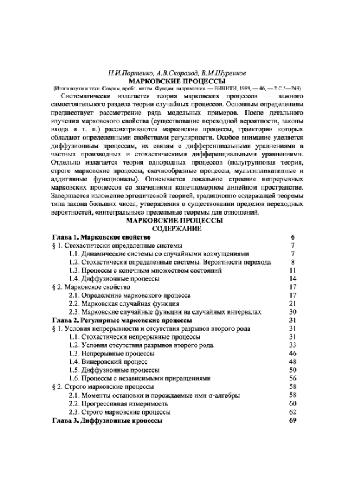 Н.И.Портенко, А.В.Скороход, В.М.Шуренков
МАРКОВСКИЕ ПРОЦЕССЫ
(Итоги науки и техн. Соврем. пробл. матем. Фундам. направления. — ВИНИТИ, 1989, — 46, — С.5—248)
Систематически излагается теория марковских процессов — важного
самостоятельного раздела теории случайных процессов. Основным определениям
предшествует рассмотрение ряда модельных примеров. После детального
изучения марковского свойства (существование переходной вероятности, законы
входа и т. п.) рассматриваются марковские процессы, траектории которых
обладают определенными свойствами регулярности. Особое внимание уделяется
диффузионным процессам, их связи с дифференциальными уравнениями в
частных производных и стохастическими дифференциальными уравнениями.
Отдельно излагается теория однородных процессов (полугрупповая теория,
строго марковские процессы, скачкообразные процессы, мультипликативные и
аддитивные функционалы). Описывается локальное строение непрерывных
марковских процессов со значениями конечномерном линейном пространстве.
Завершается изложение эргодической теорией, традиционно содержащей теоремы
типа закона больших чисел, утверждения о существовании пределов переходных
вероятностей, интегральные предельные теоремы для отношений.
МАРКОВСКИЕ ПРОЦЕССЫ
СОДЕРЖАНИЕ
Глава 1. Марковское свойство 6
§ 1. Стохастически определенные системы 7
1.1. Динамические системы со случайными возмущениями 7
1.2. Стохастически определенные системы. Вероятности перехода 8
1.3. Процессы с конечным множеством состояний 11
1.4. Диффузионные процессы 14
§ 2. Марковское свойство 17
2.1. Определение марковского процесса 17
2.2. Марковская случайная функция 21
2.3. Марковские случайные функции на случайных интервалах 30
Глава 2. Регулярные марковские процессы 31
§ 1. Условия непрерывности и отсутствия разрывов второго рода 31
1.1. Стохастически непрерывные процессы 31
1.2. Условия отсутствия разрывов второго рода 33
1.3. Непрерывные процессы 46
1.4. Винеровский процесс 48
1.5. Диффузионные процессы 50
1.6. Процессы с независимыми приращениями 56
§ 2. Строго марковские процессы 58
2.1. Моменты остановки и порождаемые ими σ-алгебры 58
2.2. Прогрессивная измеримость 60
2.3. Строго марковские процессы 62
Глава 3. Диффузионные процессы 69